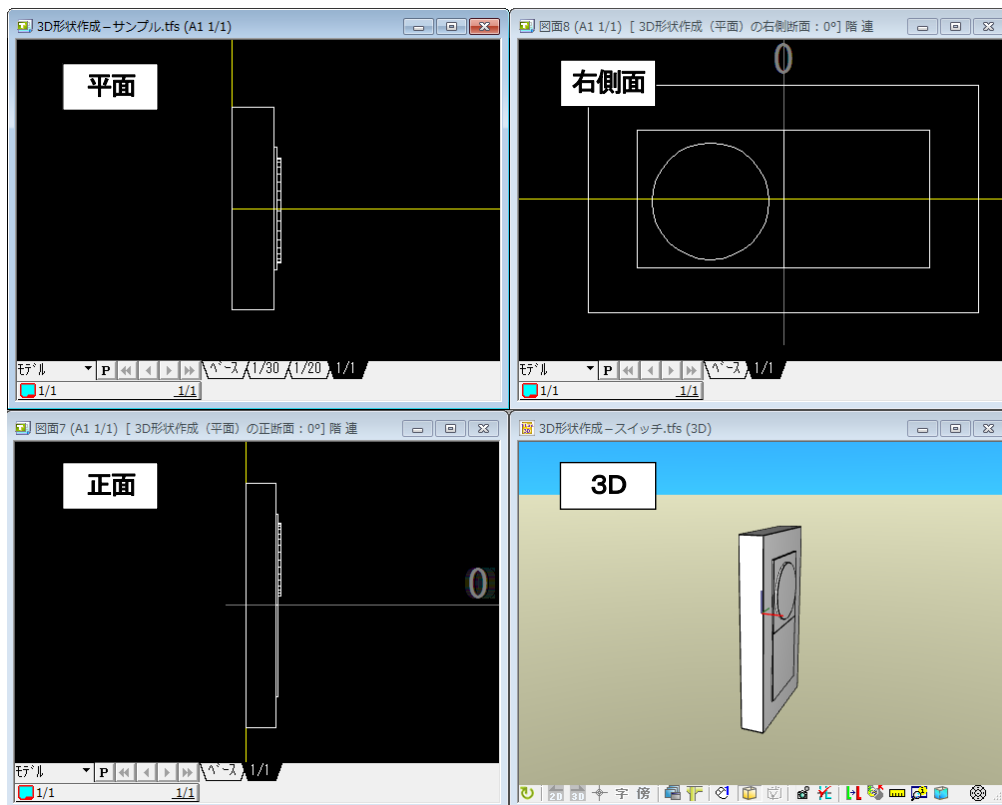 3D形状作成－サンプル.tfs (A1 1/1)
平面
ﾓﾃﾞﾙ P ﾍﾞｰｽ 1/30 1/20 1/1
1/1 1/1
図面8 (A1 1/1) [ 3D形状作成（平面）の右側断面：0°] 階 連
0
右側面
ﾓﾃﾞﾙ P ﾍﾞｰｽ 1/1
1/1 1/1
図面7 (A1 1/1) [ 3D形状作成（平面）の正断面：0°] 階 連
正面
0
ﾓﾃﾞﾙ P ﾍﾞｰｽ 1/1
1/1 1/1
3D形状作成－スイッチ.tfs (3D)
3D
2D 3D 字 傍